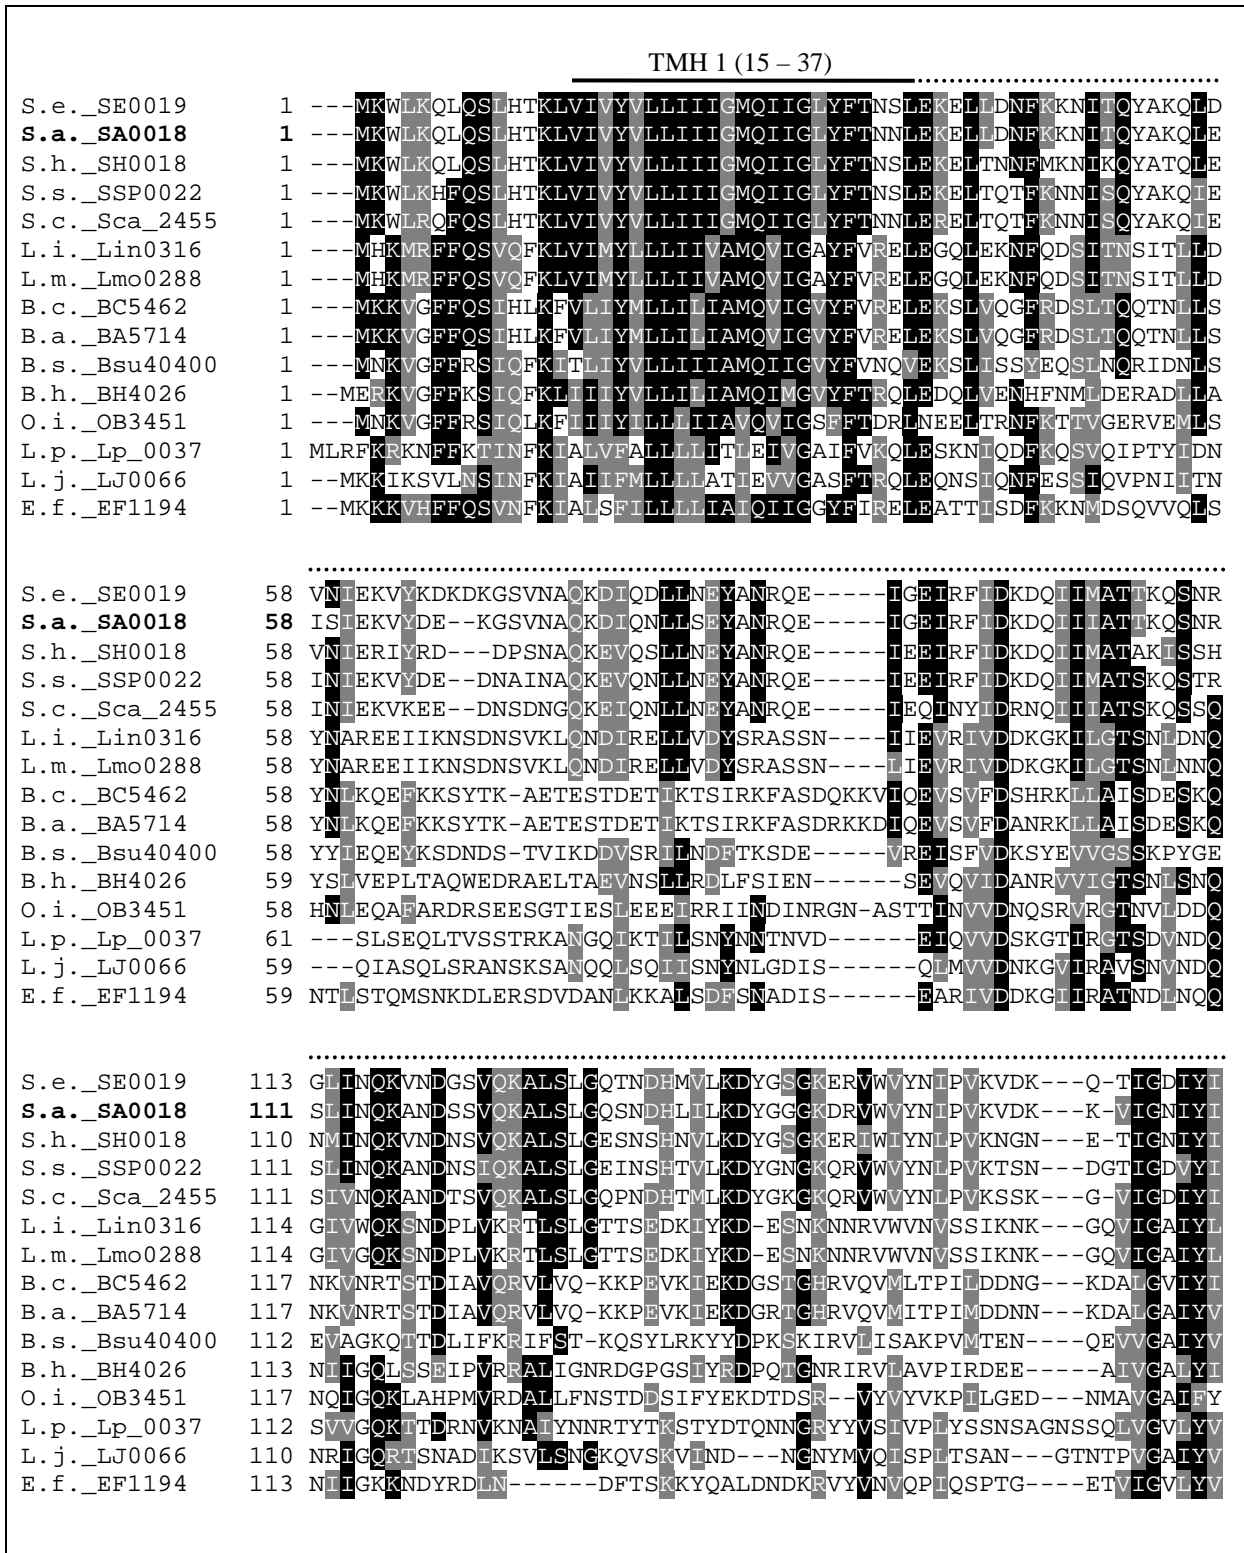 TMH 1 (15 – 37)
S.e._SE0019 1 ---MKWLKQLQSLHTKLVIVYVLLIIIGMQIIGLYFTNSLEKELLDNFKKNITQYAKQLD
S.a._SA0018 1 ---MKWLKQLQSLHTKLVIVYVLLIIIGMQIIGLYFTNNLEKELLDNFKKNITQYAKQLE
S.h._SH0018 1 ---MKWLKQLQSLHTKLVIVYVLLIIIGMQIIGLYFTNSLEKELTNNFMKNIKQYATQLE
S.s._SSP0022 1 ---MKWLKHFQSLHTKLVIVYVLLIIIGMQIIGLYFTNSLEKELTQTFKNNISQYAKQIE
S.c._Sca_2455 1 ---MKWLRQFQSLHTKLVIVYVLLIIIGMQIIGLYFTNNLERELTQTFKNNISQYAKQIE
L.i._Lin0316 1 ---MHKMRFFQSVQFKLVIMYLLLIIVAMQVIGAYFVRELEGQLEKNFQDSITNSITLLD
L.m._Lmo0288 1 ---MHKMRFFQSVQFKLVIMYLLLIIVAMQVIGAYFVRELEGQLEKNFQDSITNSITLLD
B.c._BC5462 1 ---MKKVGFFQSIHLKFVLIYMLLILIAMQIIGVYFVRELEKSLVQGFRDSLTQQTNLLS
B.a._BA5714 1 ---MKKVGFFQSIHLKFVLIYMLLILIAMQIIGVYFVRELEKSLVQGFRDSLTQQTNLLS
B.s._Bsu40400 1 ---MNKVGFFRSIQFKITLIYVLLIIIAMQIIGVYFVNQVEKSLISSYEQSLNQRIDNLS
B.h._BH4026 1 --MERKVGFFKSIQFKLIIIYVLLILIAMQIMGVYFTRQLEDQLVENHFNMLDERADLLA
O.i._OB3451 1 ---MNKVGFFRSIQLKFIIIYILLLIIAVQVIGSFFTDRLNEELTRNFKTTVGERVEMLS
L.p._Lp_0037 1 MLRFKRKNFFKTINFKIALVFALLLLITLEIVGAIFVKQLESKNIQDFKQSVQIPTYIDN
L.j._LJ0066 1 --MKKIKSVLNSINFKIAIIFMLLLLATIEVVGASFTRQLEQNSIQNFESSIQVPNIITN
E.f._EF1194 1 --MKKKVHFFQSVNFKIALSFILLLLIAIQIIGGYFIRELEATTISDFKKNMDSQVVQLS
S.e._SE0019 58 VNIEKVYKDKDKGSVNAQKDIQDLLNEYANRQE-----IGEIRFIDKDQIIMATTKQSNR
S.a._SA0018 58 ISIEKVYDE--KGSVNAQKDIQNLLSEYANRQE-----IGEIRFIDKDQIIIATTKQSNR
S.h._SH0018 58 VNIERIYRD---DPSNAQKEVQSLLNEYANRQE-----IEEIRFIDKDQIIMATAKISSH
S.s._SSP0022 58 INIEKVYDE--DNAINAQKEVQNLLNEYANRQE-----IEEIRFIDKDQIIMATSKQSTR
S.c._Sca_2455 58 INIEKVKEE--DNSDNGQKEIQNLLNEYANRQE-----IEQINYIDRNQIIIATSKQSSQ
L.i._Lin0316 58 YNAREEIIKNSDNSVKLQNDIRELLVDYSRASSN----IIEVRIVDDKGKILGTSNLDNQ
L.m._Lmo0288 58 YNAREEIIKNSDNSVKLQNDIRELLVDYSRASSN----LIEVRIVDDKGKILGTSNLNNQ
B.c._BC5462 58 YNLKQEFKKSYTK-AETESTDETIKTSIRKFASDQKKVIQEVSVFDSHRKLLAISDESKQ
B.a._BA5714 58 YNLKQEFKKSYTK-AETESTDETIKTSIRKFASDRKKDIQEVSVFDANRKLLAISDESKQ
B.s._Bsu40400 58 YYIEQEYKSDNDS-TVIKDDVSRILNDFTKSDE-----VREISFVDKSYEVVGSSKPYGE
B.h._BH4026 59 YSLVEPLTAQWEDRAELTAEVNSLLRDLFSIEN------SEVQVIDANRVVIGTSNLSNQ
O.i._OB3451 58 HNLEQAFARDRSEESGTIESLEEEIRRIINDINRGN-ASTTINVVDNQSRVRGTNVLDDQ
L.p._Lp_0037 61 ---SLSEQLTVSSTRKANGQIKTILSNYNNTNVD------EIQVVDSKGTIRGTSDVNDQ
L.j._LJ0066 59 ---QIASQLSRANSKSANQQLSQIISNYNLGDIS------QLMVVDNKGVIRAVSNVNDQ
E.f._EF1194 59 NTLSTQMSNKDLERSDVDANLKKALSDFSNADIS------EARIVDDKGIIRATNDLNQQ
S.e._SE0019 113 GLINQKVNDGSVQKALSLGQTNDHMVLKDYGSGKERVWVYNIPVKVDK---Q-TIGDIYI
S.a._SA0018 111 SLINQKANDSSVQKALSLGQSNDHLILKDYGGGKDRVWVYNIPVKVDK---K-VIGNIYI
S.h._SH0018 110 NMINQKVNDNSVQKALSLGESNSHNVLKDYGSGKERIWIYNLPVKNGN---E-TIGNIYI
S.s._SSP0022 111 SLINQKANDNSIQKALSLGEINSHTVLKDYGNGKQRVWVYNLPVKTSN---DGTIGDVYI
S.c._Sca_2455 111 SIVNQKANDTSVQKALSLGQPNDHTMLKDYGKGKQRVWVYNLPVKSSK---G-VIGDIYI
L.i._Lin0316 114 GIVWQKSNDPLVKRTLSLGTTSEDKIYKD-ESNKNNRVWVNVSSIKNK---GQVIGAIYL
L.m._Lmo0288 114 GIVGQKSNDPLVKRTLSLGTTSEDKIYKD-ESNKNNRVWVNVSSIKNK---GQVIGAIYL
B.c._BC5462 117 NKVNRTSTDIAVQRVLVQ-KKPEVKIEKDGSTGHRVQVMLTPILDDNG---KDALGVIYI
B.a._BA5714 117 NKVNRTSTDIAVQRVLVQ-KKPEVKIEKDGRTGHRVQVMITPIMDDNN---KDALGAIYV
B.s._Bsu40400 112 EVAGKQTTDLIFKRIFST-KQSYLRKYYDPKSKIRVLISAKPVMTEN---QEVVGAIYV
B.h._BH4026 113 NIIGQLSSEIPVRRALIGNRDGPGSIYRDPQTGNRIRVLAVPIRDEE-----AIVGALYI
O.i._OB3451 117 NQIGQKLAHPMVRDALLFNSTDDSIFYEKDTDSR--VYVYVKPILGED---NMAVGAIFY
L.p._Lp_0037 112 SVVGQKTTDRNVKNAIYNNRTYTKSTYDTQNNGRYYVSIVPLYSSNSAGNSSQLVGVLYV
L.j._LJ0066 110 NRIGQRTSNADIKSVLSNGKQVSKVIND---NGNYMVQISPLTSAN---GTNTPVGAIYV
E.f._EF1194 113 NIIGKKNDYRDLN------DFTSKKYQALDNDKRVYVNVQPIQSPTG----ETVIGVLYV